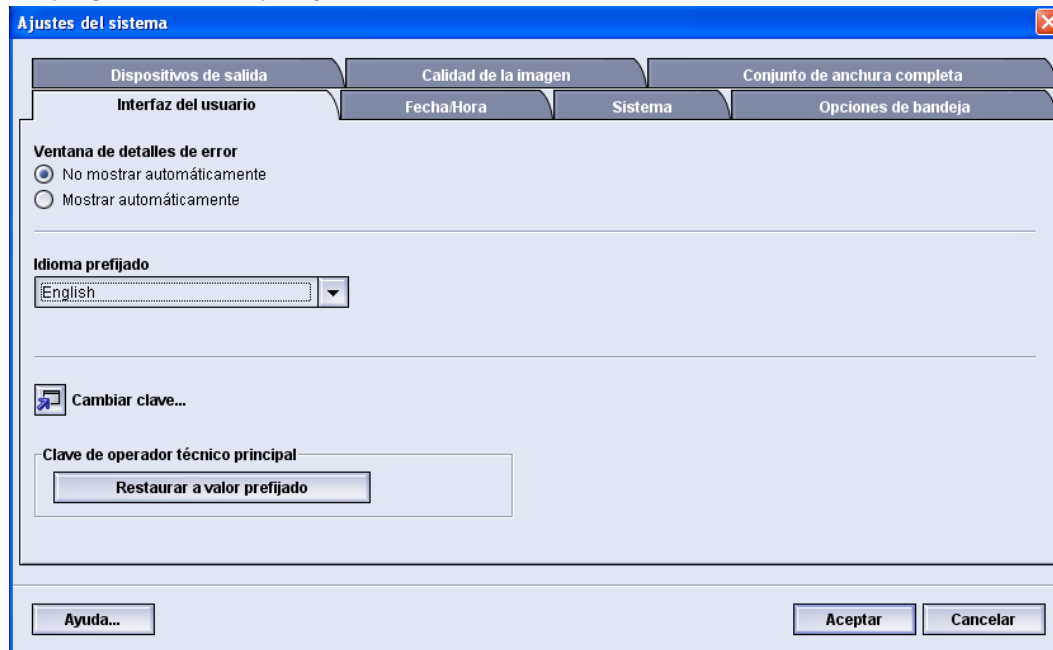 Ajustes del sistema
Dispositivos de salida
Calidad de la imagen
Conjunto de anchura completa
Interfaz del usuario
Fecha/Hora
Sistema
Opciones de bandeja
Ventana de detalles de error
No mostrar automáticamente
Mostrar automáticamente
Idioma prefijado
English
Cambiar clave...
Clave de operador técnico principal
Restaurar a valor prefijado
Ayuda...
Aceptar
Cancelar